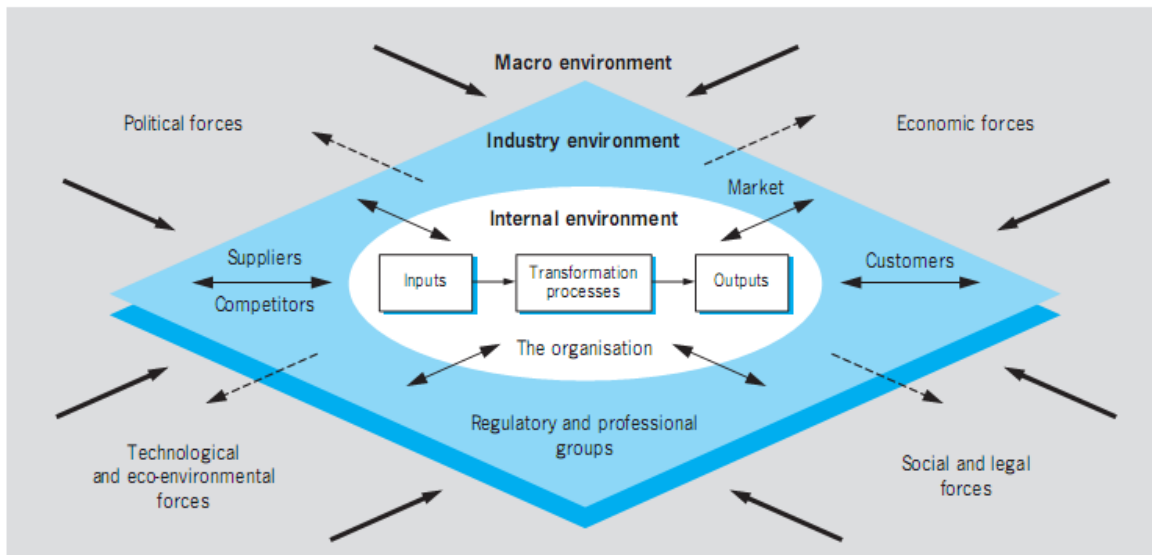 Macro environment
Political forces
Economic forces
Industry environment
Market
Internal environment
Suppliers
Competitors
Inputs
Transformation
processes
Outputs
Customers
The organisation
Regulatory and professional
groups
Technological
and eco-environmental
forces
Social and legal
forces